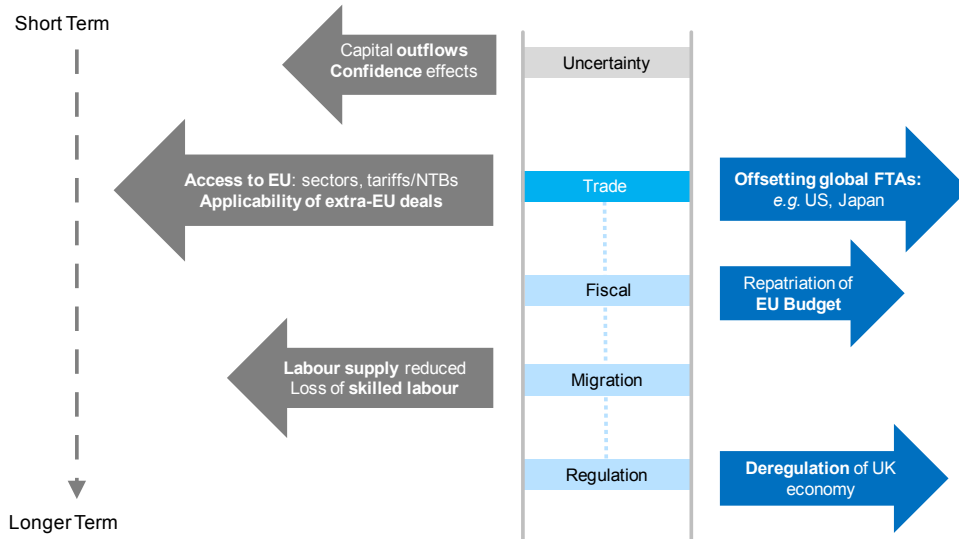 Short Term
Capital outflows
Confidence effects
Uncertainty
Access to EU: sectors, tariffs/NTBs
Applicability of extra-EU deals
Trade
Offsetting global FTAs:
e.g. US, Japan
Fiscal
Repatriation of
EU Budget
Labour supply reduced
Loss of skilled labour
Migration
Regulation
Deregulation of UK
economy
Longer Term